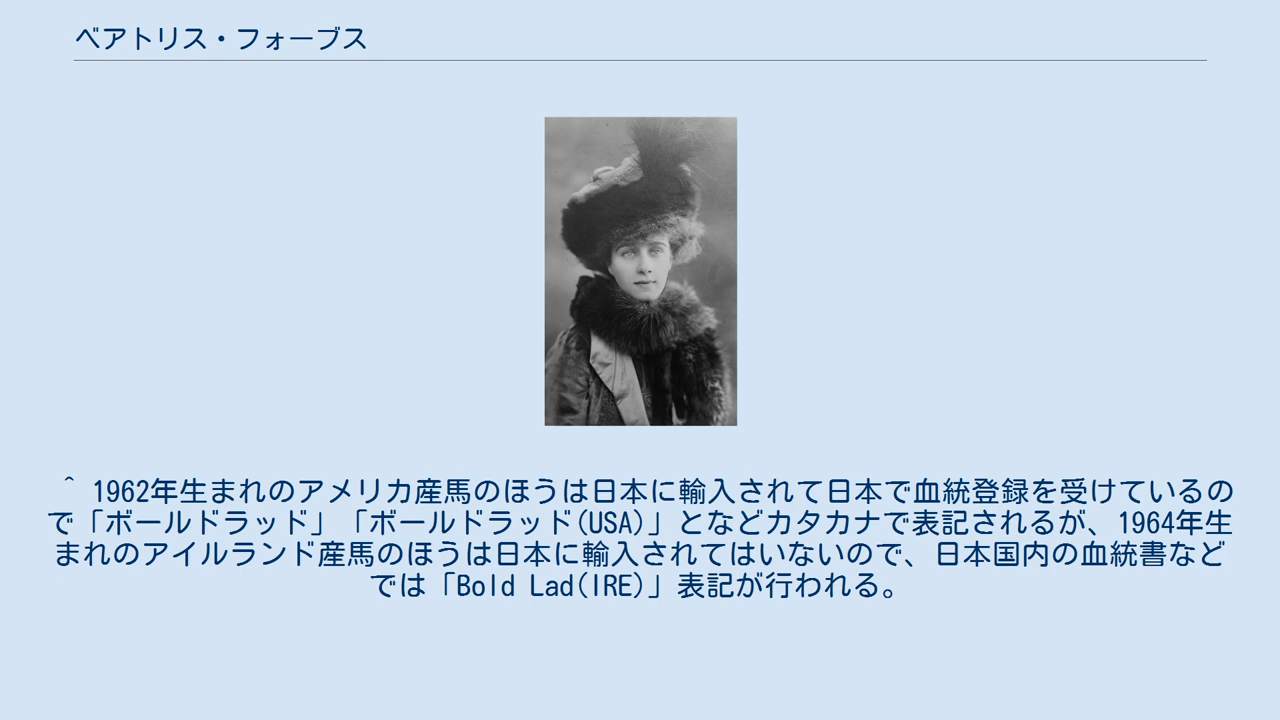 ベアトリス・フォーブス
^ 1962年生まれのアメリカ産馬のほうは日本に輸入されて日本で血統登録を受けているの
で「ボールドラッド」「ボールドラッド(USA)」となどカタカナで表記されるが、1964年生
まれのアイルランド産馬のほうは日本に輸入されてはいないので、日本国内の血統書など
では「Bold Lad(IRE)」表記が行われる。